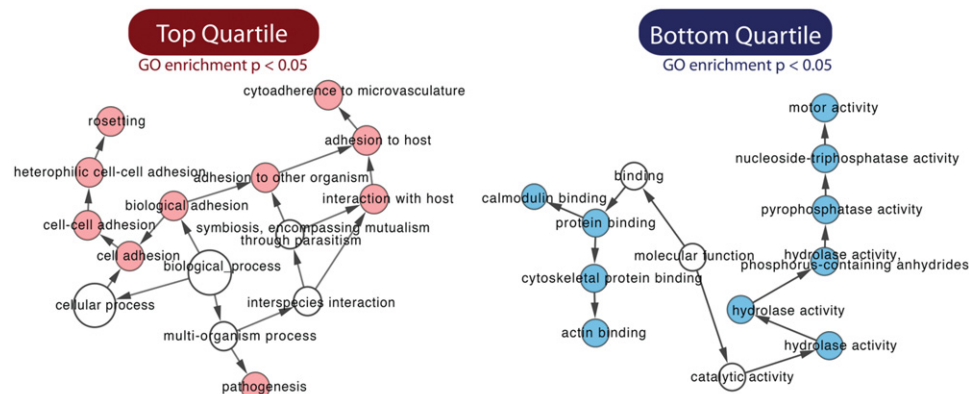 Top Quartile
GO enrichment p < 0.05
cytoadherence to microvasculature
rosetting
adhesion to host
heterophilic cell-cell adhesion
adhesion to other organism
biological adhesion
interaction with host
cell-cell adhesion
symbiosis, encompassing mutualism
through parasitism
cell adhesion
biological_process
cellular process
interspecies interaction
multi-organism process
pathogenesis
Bottom Quartile
GO enrichment p < 0.05
motor activity
nucleoside-triphosphatase activity
binding
calmodulin binding
pyrophosphatase activity
protein binding
molecular function
hydrolase activity,
phosphorus-containing anhydrides
cytoskeletal protein binding
hydrolase activity
actin binding
hydrolase activity
catalytic activity